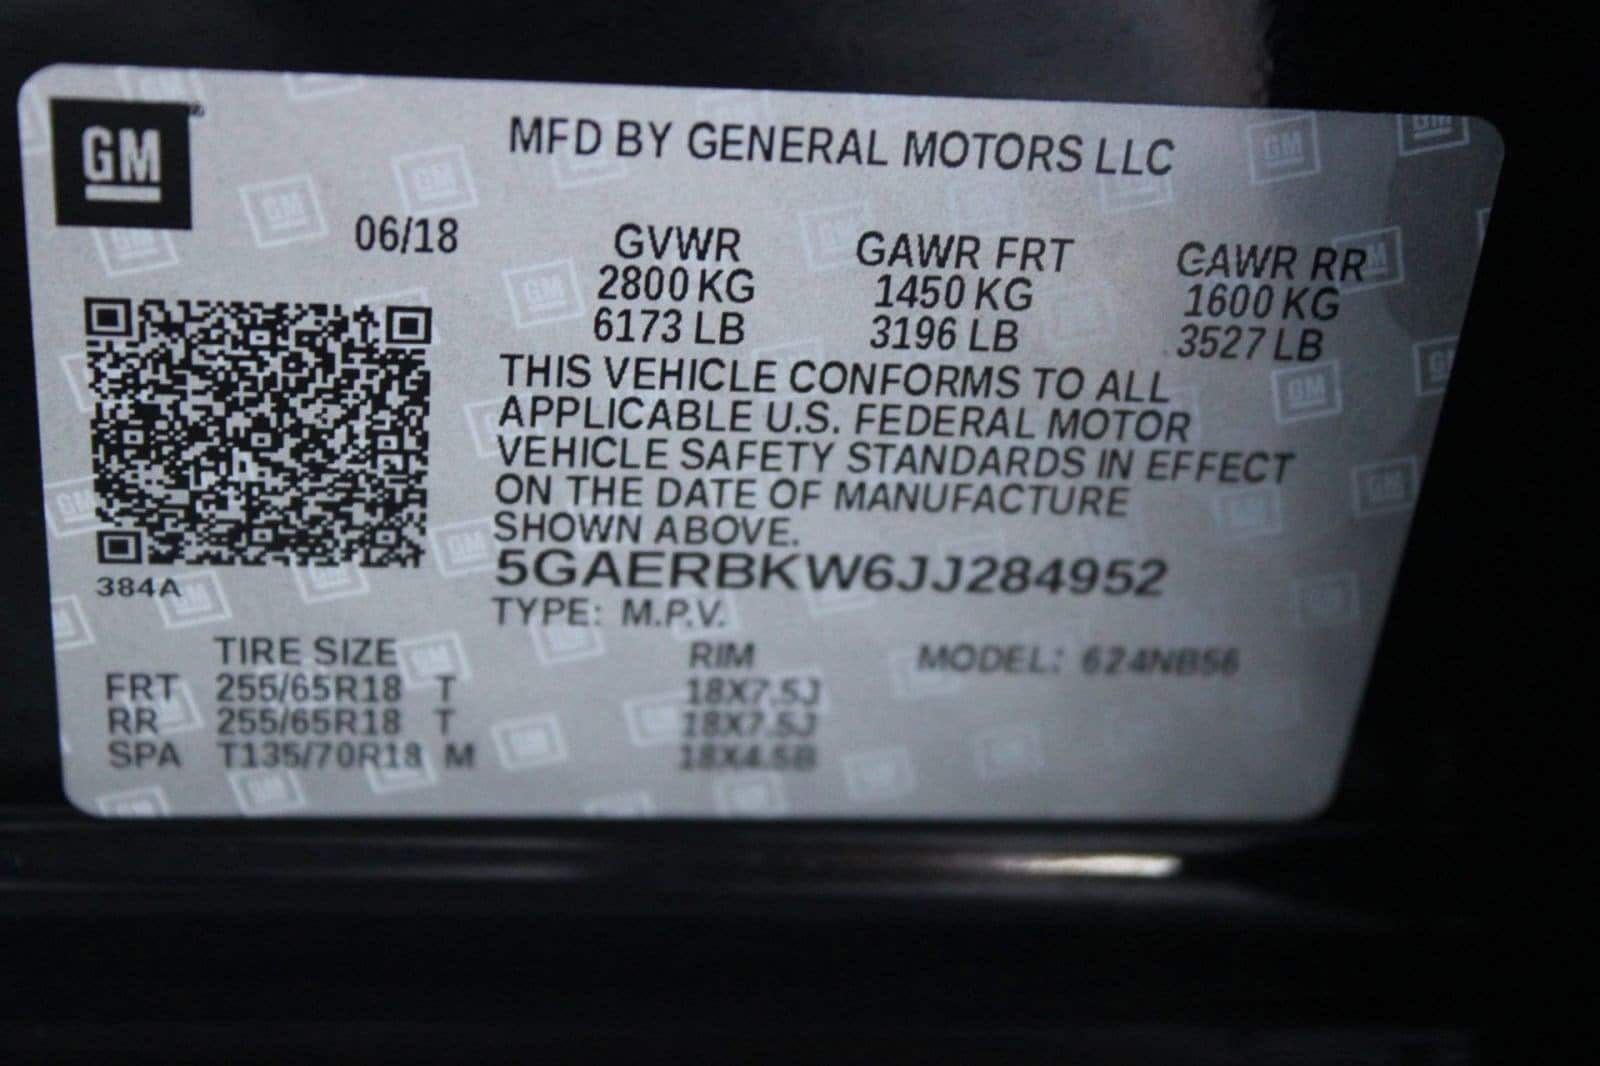 GM
MFD BY GENERAL MOTORS LLC
06/18
GVWR GAWR FRT GAWR RR
2800 KG 1450 KG 1600 KG
6173 LB 3196 LB 3527 LB
THIS VEHICLE CONFORMS TO ALL
APPLICABLE U.S. FEDERAL MOTOR
VEHICLE SAFETY STANDARDS IN EFFECT
ON THE DATE OF MANUFACTURE
SHOWN ABOVE.
5GAERBKW6JJ284952
384A
TYPE: M.P.V.
TIRE SIZE RIM MODEL: 624NB56
FRT 255/65R18 T 18X7.5J
RR 255/65R18 T 18X7.5J
SPA T135/70R18 M 18X4.5B